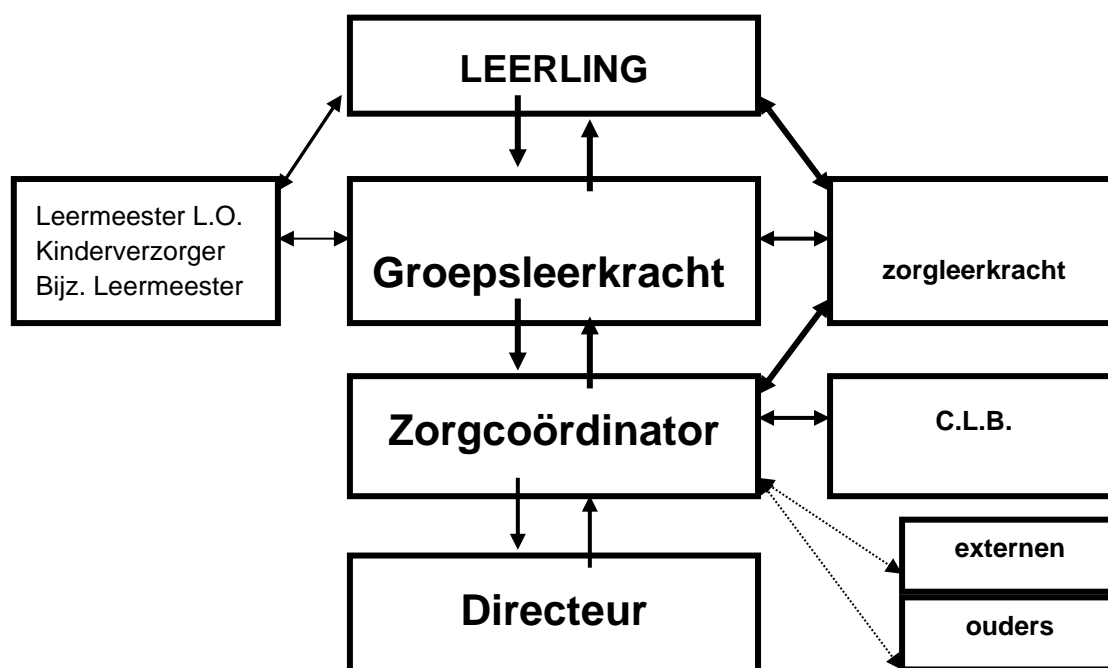 LEERLING
Leermeester L.O.
Kinderverzorger
Bijz. Leermeester
Groepsleerkracht
zorgleerkracht
Zorgcoördinator
C.L.B.
externen
Directeur
ouders